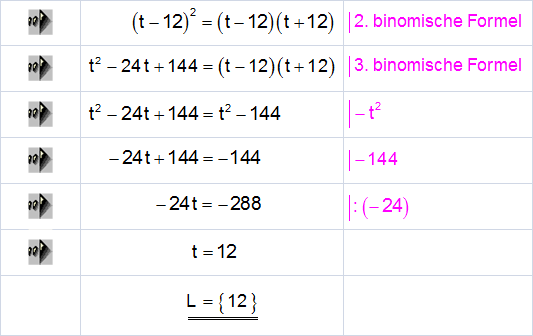 (t – 12)² = (t – 12)(t + 12) | 2. binomische Formel
t² – 24t + 144 = (t – 12)(t + 12) | 3. binomische Formel
t² – 24t + 144 = t² – 144 | – t²
– 24t + 144 = –144 | – 144
– 24t = –288 | : (– 24)
t = 12
L = {12}